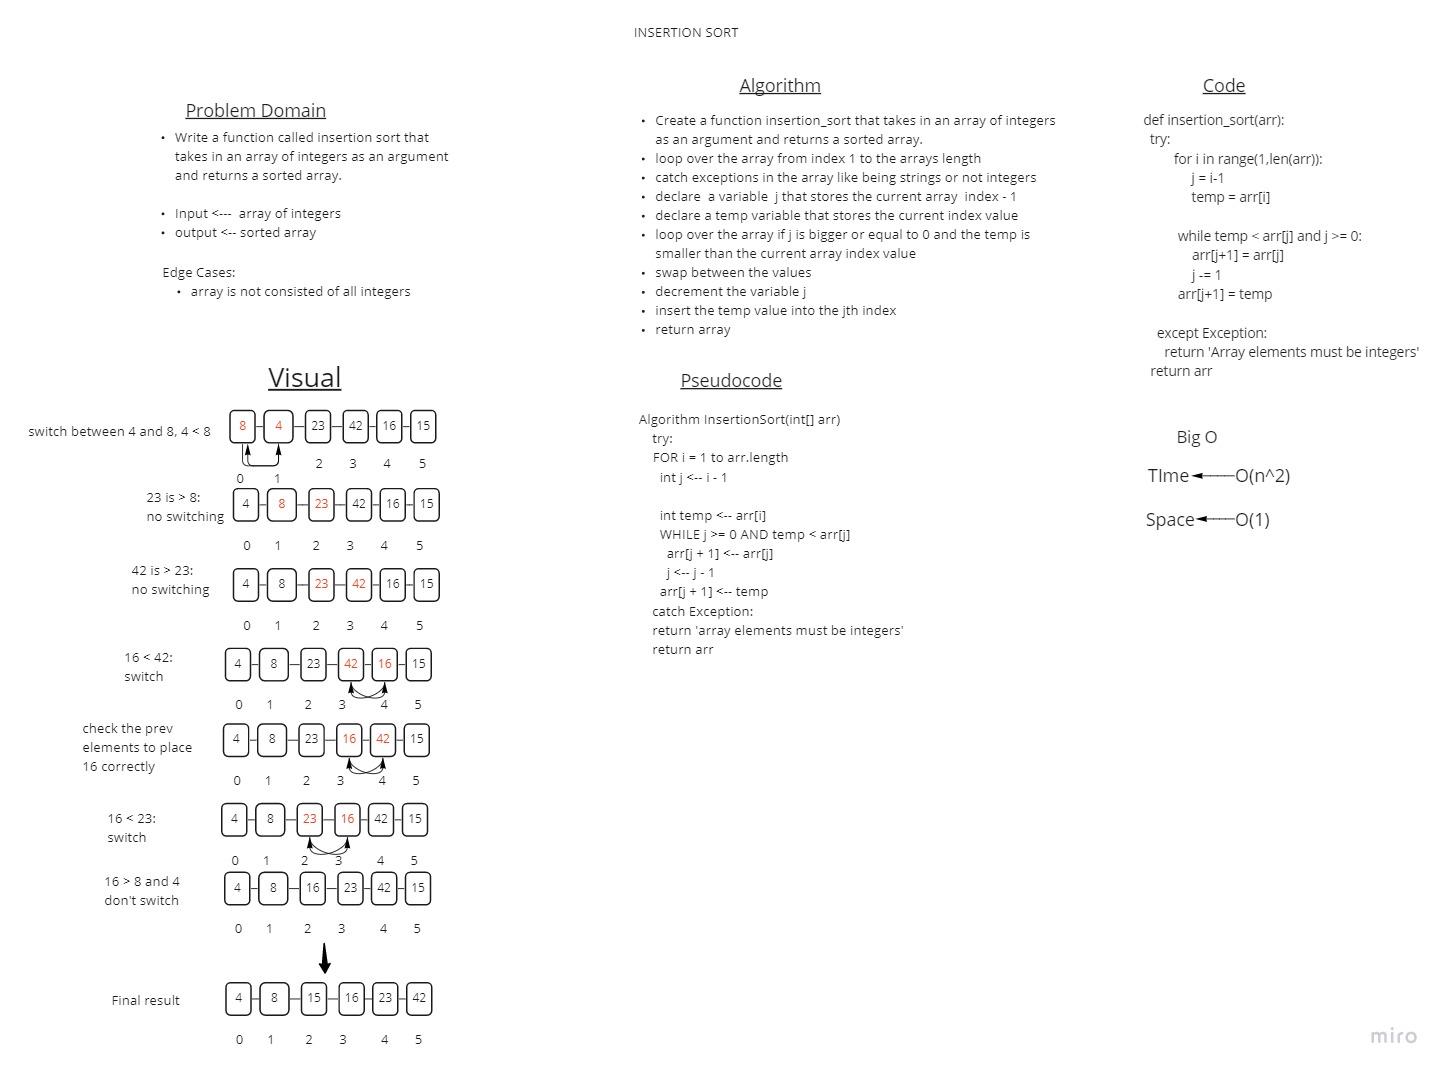 INSERTION SORT
Problem Domain
• Write a function called insertion sort that
takes in an array of integers as an argument
and returns a sorted array.
• Input <--- array of integers
• output <-- sorted array
Edge Cases:
• array is not consisted of all integers
Visual
switch between 4 and 8, 4 < 8
8 4 23 42 16 15
0 1 2 3 4 5
23 is > 8:
no switching
4 8 23 42 16 15
0 1 2 3 4 5
42 is > 23:
no switching
4 8 23 42 16 15
0 1 2 3 4 5
16 < 42:
switch
4 8 23 42 16 15
0 1 2 3 4 5
check the prev
elements to place
16 correctly
4 8 23 16 42 15
0 1 2 3 4 5
16 < 23:
switch
4 8 23 16 42 15
0 1 2 3 4 5
16 > 8 and 4
don't switch
4 8 16 23 42 15
0 1 2 3 4 5
Final result
4 8 15 16 23 42
0 1 2 3 4 5
Algorithm
• Create a function insertion_sort that takes in an array of integers
as an argument and returns a sorted array.
• loop over the array from index 1 to the arrays length
• catch exceptions in the array like being strings or not integers
• declare a variable j that stores the current array index - 1
• declare a temp variable that stores the current index value
• loop over the array if j is bigger or equal to 0 and the temp is
smaller than the current array index value
• swap between the values
• decrement the variable j
• insert the temp value into the jth index
• return array
Pseudocode
Algorithm InsertionSort(int[] arr)
try:
FOR i = 1 to arr.length
int j <-- i - 1
int temp <-- arr[i]
WHILE j >= 0 AND temp < arr[j]
arr[j + 1] <-- arr[j]
j <-- j - 1
arr[j + 1] <-- temp
catch Exception:
return 'array elements must be integers'
return arr
Code
def insertion_sort(arr):
try:
for i in range(1,len(arr)):
j = i-1
temp = arr[i]
while temp < arr[j] and j >= 0:
arr[j+1] = arr[j]
j -= 1
arr[j+1] = temp
except Exception:
return 'Array elements must be integers'
return arr
Big O
TIme O(n^2)
Space O(1)
miro